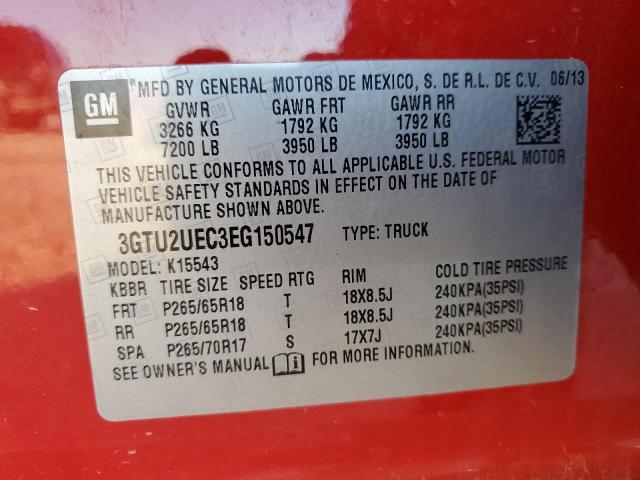 GM *MFD BY GENERAL MOTORS DE MEXICO, S. DE R.L. DE C.V. 06/13
GVWR GAWR FRT GAWR RR
3266 KG 1792 KG 1792 KG
7200 LB 3950 LB 3950 LB
THIS VEHICLE CONFORMS TO ALL APPLICABLE U.S. FEDERAL MOTOR
VEHICLE SAFETY STANDARDS IN EFFECT ON THE DATE OF
MANUFACTURE SHOWN ABOVE.
3GTU2UEC3EG150547 TYPE: TRUCK
MODEL: K15543
KBBR TIRE SIZE SPEED RTG RIM COLD TIRE PRESSURE
FRT P265/65R18 T 18X8.5J 240KPA(35PSI)
RR P265/65R18 T 18X8.5J 240KPA(35PSI)
SPA P265/70R17 S 17X7J 240KPA(35PSI)
SEE OWNER'S MANUAL i FOR MORE INFORMATION.